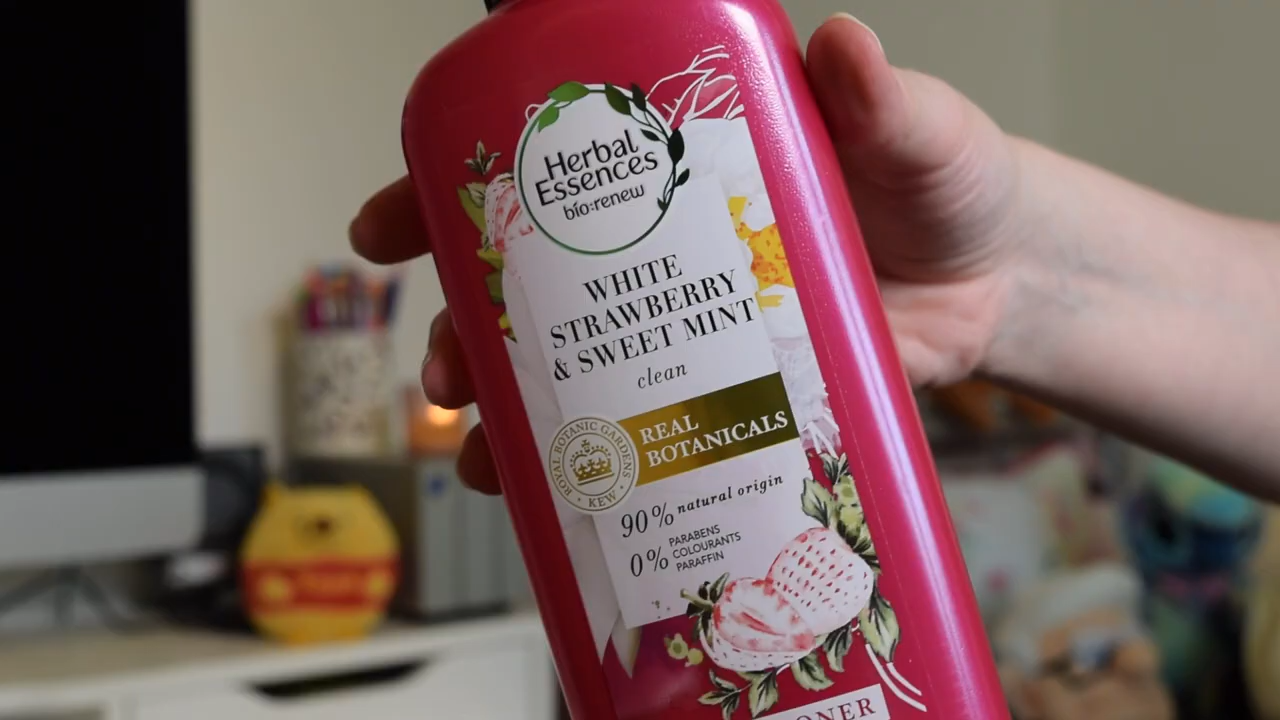 Herbal
Essences
bio:renew
WHITE
STRAWBERRY
& SWEET MINT
clean
REAL
BOTANICALS
ROYAL BOTANIC GARDENS
KEW
90% natural origin
0% PARABENS
COLOURANTS
PARAFFIN
ONER